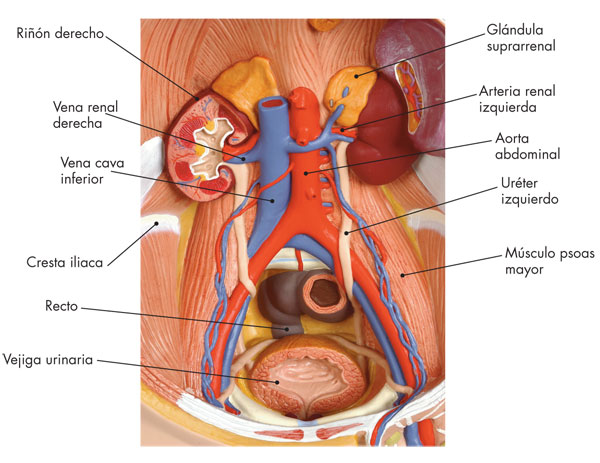 Riñón derecho
Vena renal
derecha
Vena cava
inferior
Cresta iliaca
Recto
Vejiga urinaria
Glándula
suprarrenal
Arteria renal
izquierda
Aorta
abdominal
Uréter
izquierdo
Músculo psoas
mayor